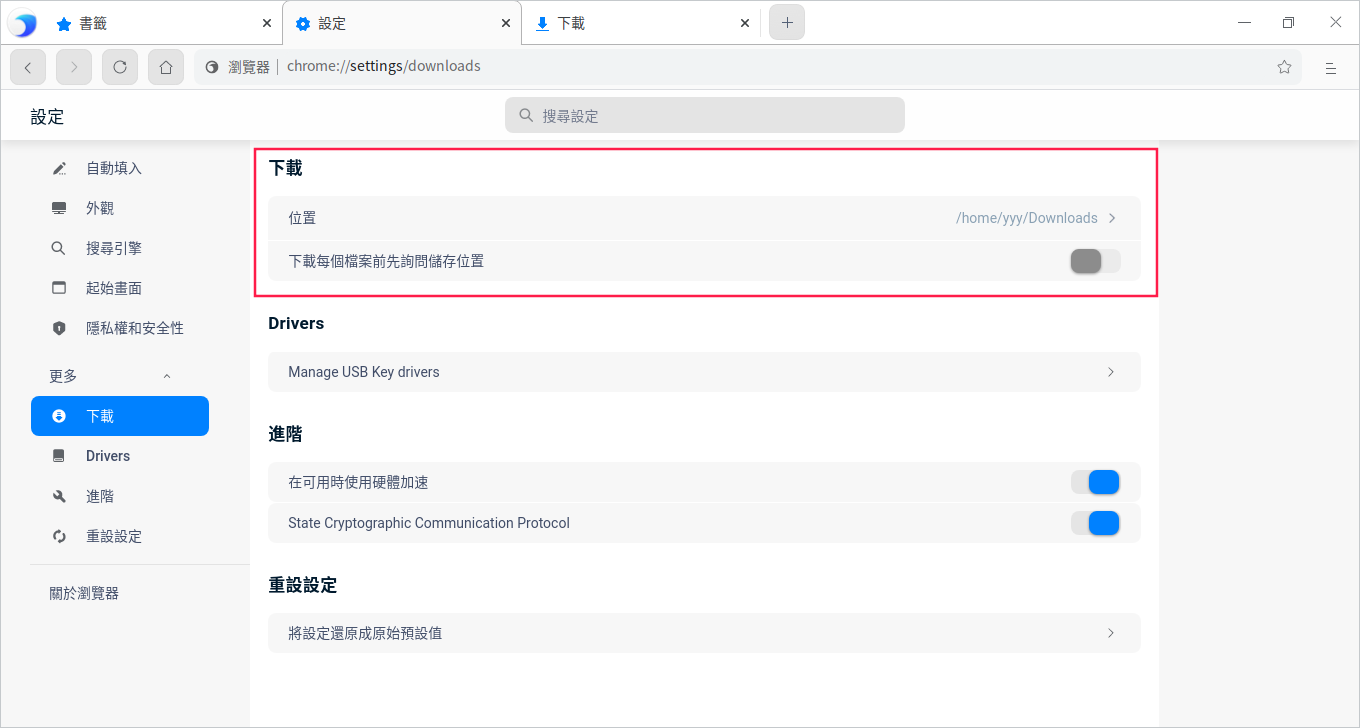 書籤
設定
下載
瀏覽器 chrome://settings/downloads
設定
搜尋設定
自動填入
外觀
搜尋引擎
起始畫面
隱私權和安全性
更多
下載
Drivers
進階
重設設定
關於瀏覽器
下載
位置 /home/yyy/Downloads
下載每個檔案前先詢問儲存位置
Drivers
Manage USB Key drivers
進階
在可用時使用硬體加速
State Cryptographic Communication Protocol
重設設定
將設定還原成原始預設值